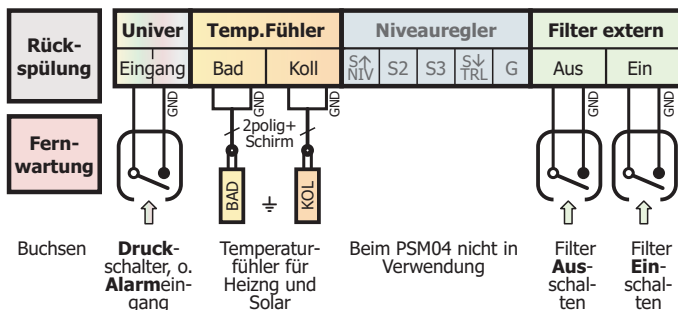 Rück-
spülung
Univer
Temp.Fühler
Niveauregler
Filter extern
Eingang
Bad
Koll
S↑
NIV
S2
S3
S↓
TRL
G
Aus
Ein
GND
GND
GND
GND
GND
Fern-
wartung
2polig+
Schirm
BAD
KOL
Buchsen
Druck-
schalter, o.
Alarmein-
gang
Temperatur-
fühler für
Heizng und
Solar
Beim PSM04 nicht in
Verwendung
Filter
Aus-
schal-
ten
Filter
Ein-
schal-
ten